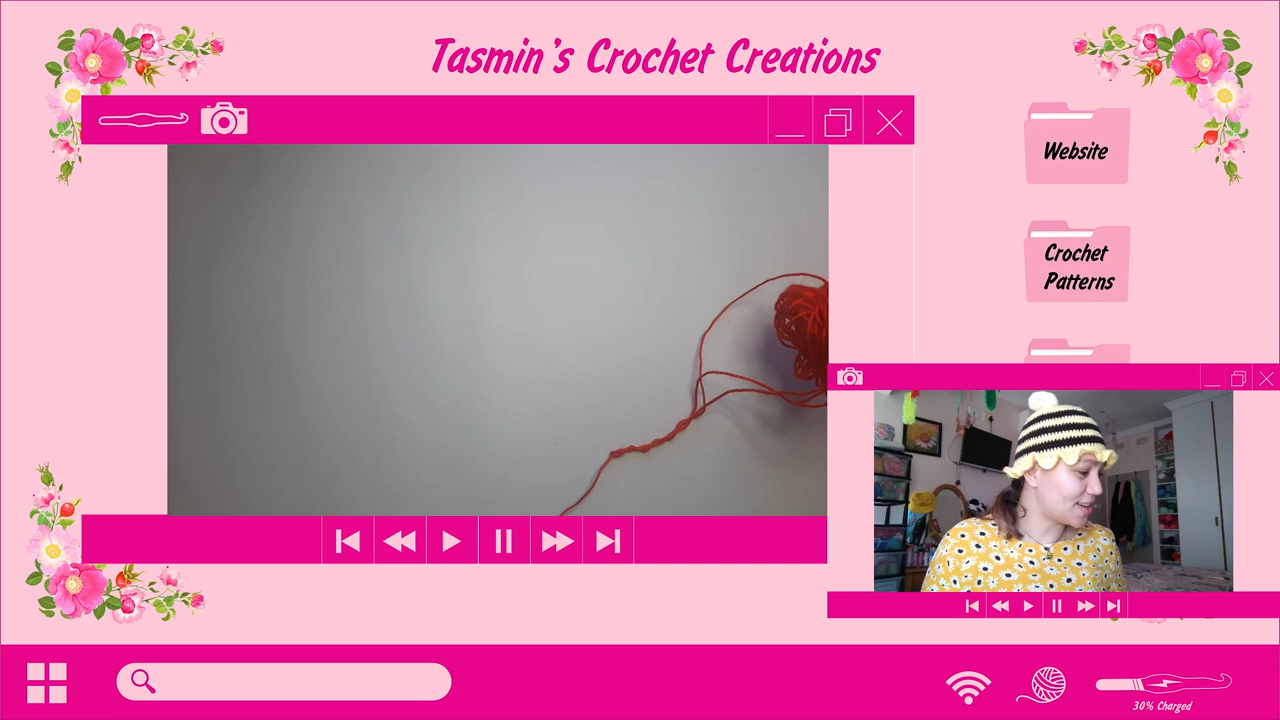 Tasmin's Crochet Creations
Website
Crochet
Patterns
30% Charged